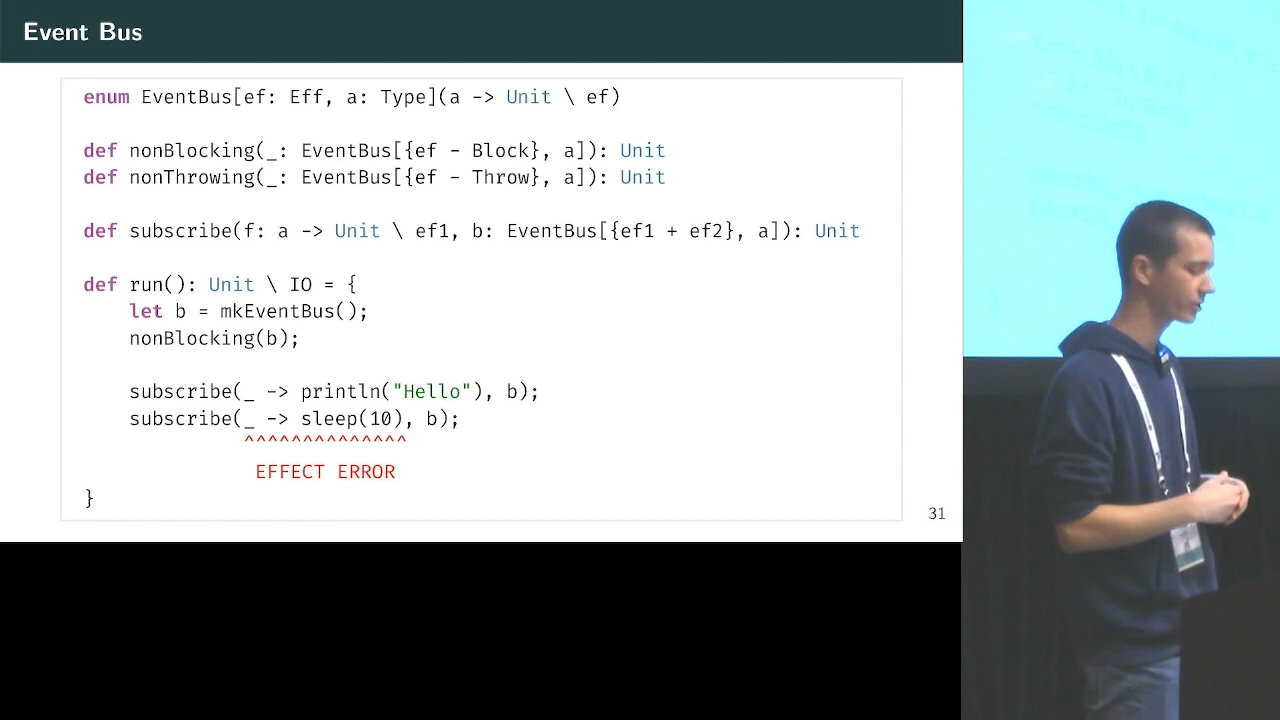 Event Bus
enum EventBus[ef: Eff, a: Type](a -> Unit \ ef)
def nonBlocking(_: EventBus[{ef - Block}, a]): Unit
def nonThrowing(_: EventBus[{ef - Throw}, a]): Unit
def subscribe(f: a -> Unit \ ef1, b: EventBus[{ef1 + ef2}, a]): Unit
def run(): Unit \ IO = {
let b = mkEventBus();
nonBlocking(b);
subscribe(_ -> println("Hello"), b);
subscribe(_ -> sleep(10), b);
^^^^^^^^^^^^^^
EFFECT ERROR
}
31